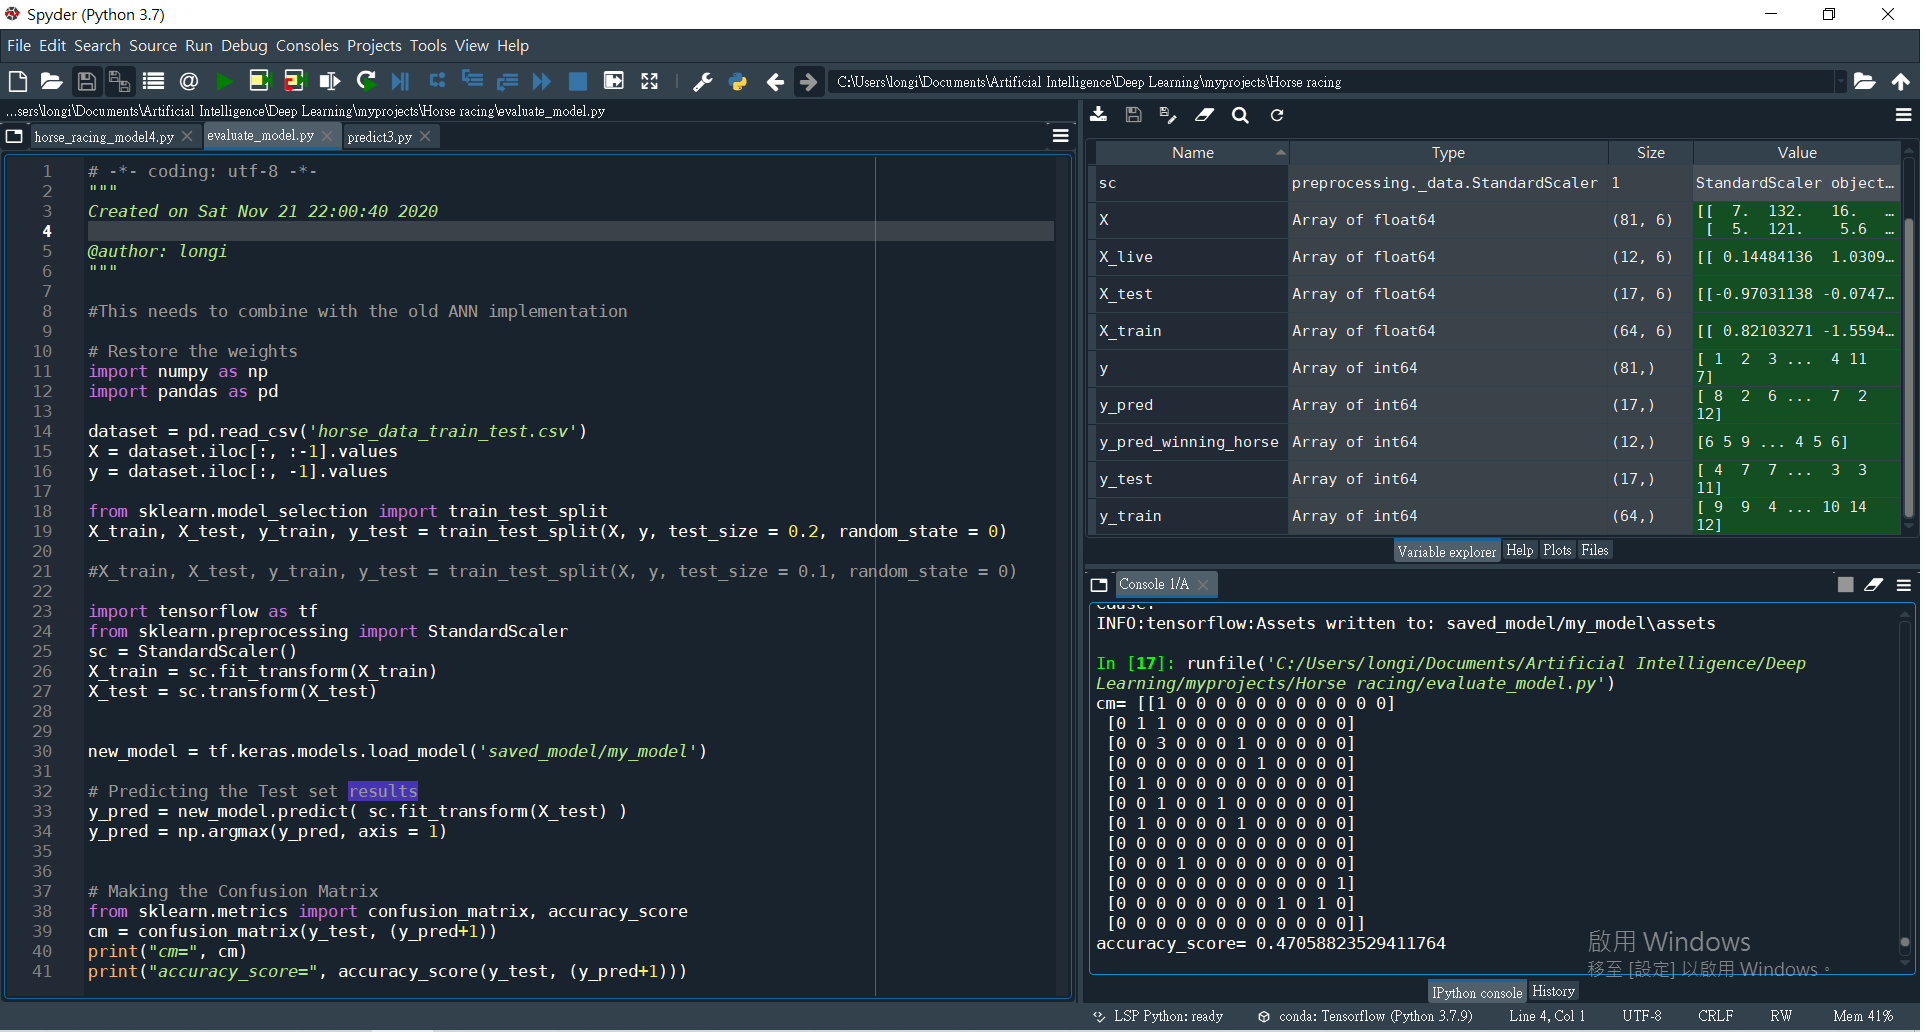 Spyder (Python 3.7)
File Edit Search Source Run Debug Consoles Projects Tools View Help
C:\Users\longi\Documents\Artificial Intelligence\Deep Learning\myprojects\Horse racing
...sers\longi\Documents\Artificial Intelligence\Deep Learning\myprojects\Horse racing\evaluate_model.py
horse_racing_model4.py evaluate_model.py predict3.py
1 # -*- coding: utf-8 -*-
2 """
3 Created on Sat Nov 21 22:00:40 2020
4
5 @author: longi
6 """
7
8 #This needs to combine with the old ANN implementation
9
10 # Restore the weights
11 import numpy as np
12 import pandas as pd
13
14 dataset = pd.read_csv('horse_data_train_test.csv')
15 X = dataset.iloc[:, :-1].values
16 y = dataset.iloc[:, -1].values
17
18 from sklearn.model_selection import train_test_split
19 X_train, X_test, y_train, y_test = train_test_split(X, y, test_size = 0.2, random_state = 0)
20
21 #X_train, X_test, y_train, y_test = train_test_split(X, y, test_size = 0.1, random_state = 0)
22
23 import tensorflow as tf
24 from sklearn.preprocessing import StandardScaler
25 sc = StandardScaler()
26 X_train = sc.fit_transform(X_train)
27 X_test = sc.transform(X_test)
28
29
30 new_model = tf.keras.models.load_model('saved_model/my_model')
31
32 # Predicting the Test set results
33 y_pred = new_model.predict( sc.fit_transform(X_test) )
34 y_pred = np.argmax(y_pred, axis = 1)
35
36
37 # Making the Confusion Matrix
38 from sklearn.metrics import confusion_matrix, accuracy_score
39 cm = confusion_matrix(y_test, (y_pred+1))
40 print("cm=", cm)
41 print("accuracy_score=", accuracy_score(y_test, (y_pred+1)))
Name Type Size Value
sc preprocessing._data.StandardScaler 1 StandardScaler object…
X Array of float64 (81, 6) [[ 7. 132. 16. …
[ 5. 121. 5.6 …
X_live Array of float64 (12, 6) [[ 0.14484136 1.0309…
X_test Array of float64 (17, 6) [[-0.97031138 -0.0747…
X_train Array of float64 (64, 6) [[ 0.82103271 -1.5594…
y Array of int64 (81,) [ 1 2 3 ... 4 11
7]
y_pred Array of int64 (17,) [ 8 2 6 ... 7 2
12]
y_pred_winning_horse Array of int64 (12,) [6 5 9 ... 4 5 6]
y_test Array of int64 (17,) [ 4 7 7 ... 3 3
11]
y_train Array of int64 (64,) [ 9 9 4 ... 10 14
12]
Variable explorer Help Plots Files
Console 1/A
cause.
INFO:tensorflow:Assets written to: saved_model/my_model\assets
In [17]: runfile('C:/Users/longi/Documents/Artificial Intelligence/Deep
Learning/myprojects/Horse racing/evaluate_model.py')
cm= [[1 0 0 0 0 0 0 0 0 0 0 0]
[0 1 1 0 0 0 0 0 0 0 0 0]
[0 0 3 0 0 0 1 0 0 0 0 0]
[0 0 0 0 0 0 0 1 0 0 0 0]
[0 1 0 0 0 0 0 0 0 0 0 0]
[0 0 1 0 0 1 0 0 0 0 0 0]
[0 1 0 0 0 0 1 0 0 0 0 0]
[0 0 0 0 0 0 0 0 0 0 0 0]
[0 0 0 1 0 0 0 0 0 0 0 0]
[0 0 0 0 0 0 0 0 0 0 0 1]
[0 0 0 0 0 0 0 0 1 0 1 0]
[0 0 0 0 0 0 0 0 0 0 0 0]]
accuracy_score= 0.47058823529411764
啟用 Windows
移至 [設定] 以啟用 Windows。
IPython console History
LSP Python: ready conda: Tensorflow (Python 3.7.9) Line 4, Col 1 UTF-8 CRLF RW Mem 41%